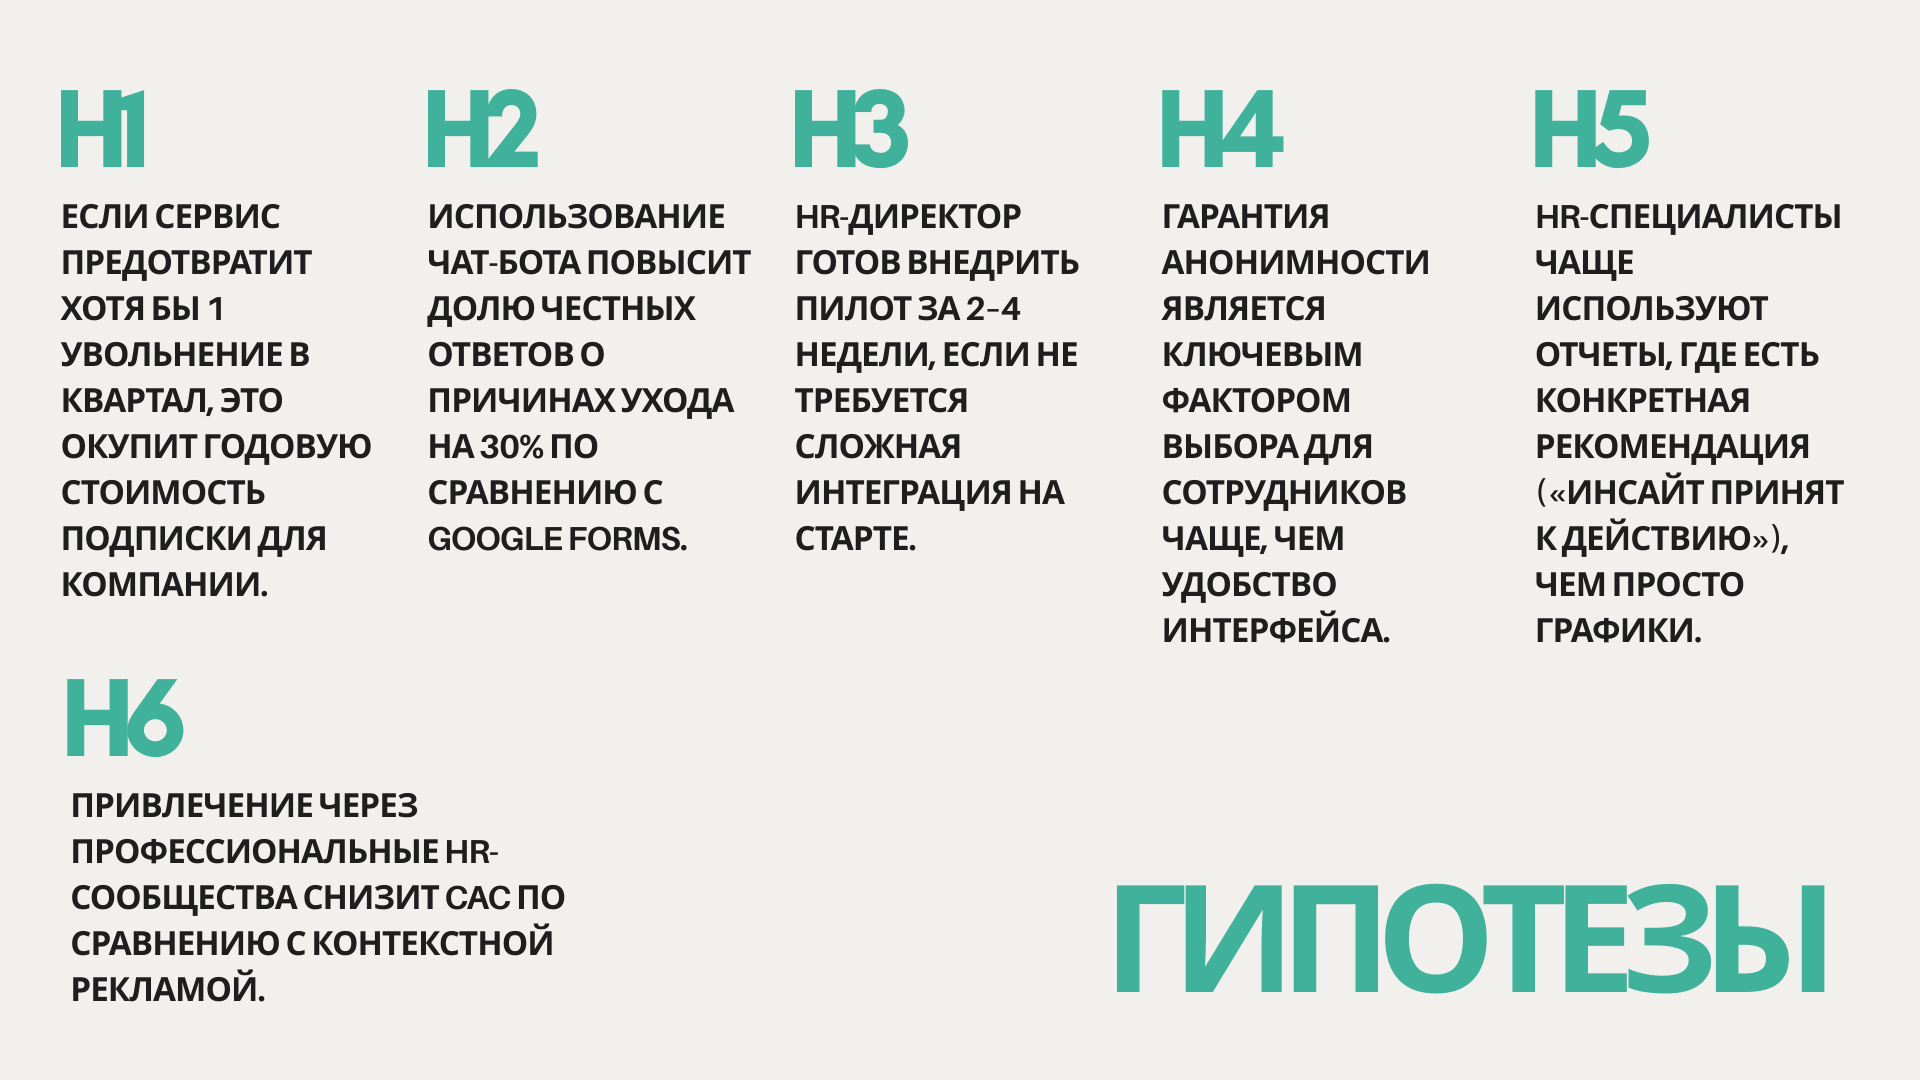 H1
ЕСЛИ СЕРВИС
ПРЕДОТВРАТИТ
ХОТЯ БЫ 1
УВОЛЬНЕНИЕ В
КВАРТАЛ, ЭТО
ОКУПИТ ГОДОВУЮ
СТОИМОСТЬ
ПОДПИСКИ ДЛЯ
КОМПАНИИ.
H2
ИСПОЛЬЗОВАНИЕ
ЧАТ-БОТА ПОВЫСИТ
ДОЛЮ ЧЕСТНЫХ
ОТВЕТОВ О
ПРИЧИНАХ УХОДА
НА 30% ПО
СРАВНЕНИЮ С
GOOGLE FORMS.
H3
HR-ДИРЕКТОР
ГОТОВ ВНЕДРИТЬ
ПИЛОТ ЗА 2–4
НЕДЕЛИ, ЕСЛИ НЕ
ТРЕБУЕТСЯ
СЛОЖНАЯ
ИНТЕГРАЦИЯ НА
СТАРТЕ.
H4
ГАРАНТИЯ
АНОНИМНОСТИ
ЯВЛЯЕТСЯ
КЛЮЧЕВЫМ
ФАКТОРОМ
ВЫБОРА ДЛЯ
СОТРУДНИКОВ
ЧАЩЕ, ЧЕМ
УДОБСТВО
ИНТЕРФЕЙСА.
H5
HR-СПЕЦИАЛИСТЫ
ЧАЩЕ
ИСПОЛЬЗУЮТ
ОТЧЕТЫ, ГДЕ ЕСТЬ
КОНКРЕТНАЯ
РЕКОМЕНДАЦИЯ
(«ИНСАЙТ ПРИНЯТ
К ДЕЙСТВИЮ»),
ЧЕМ ПРОСТО
ГРАФИКИ.
H6
ПРИВЛЕЧЕНИЕ ЧЕРЕЗ
ПРОФЕССИОНАЛЬНЫЕ HR-
СООБЩЕСТВА СНИЗИТ CAC ПО
СРАВНЕНИЮ С КОНТЕКСТНОЙ
РЕКЛАМОЙ.
ГИПОТЕЗЫ